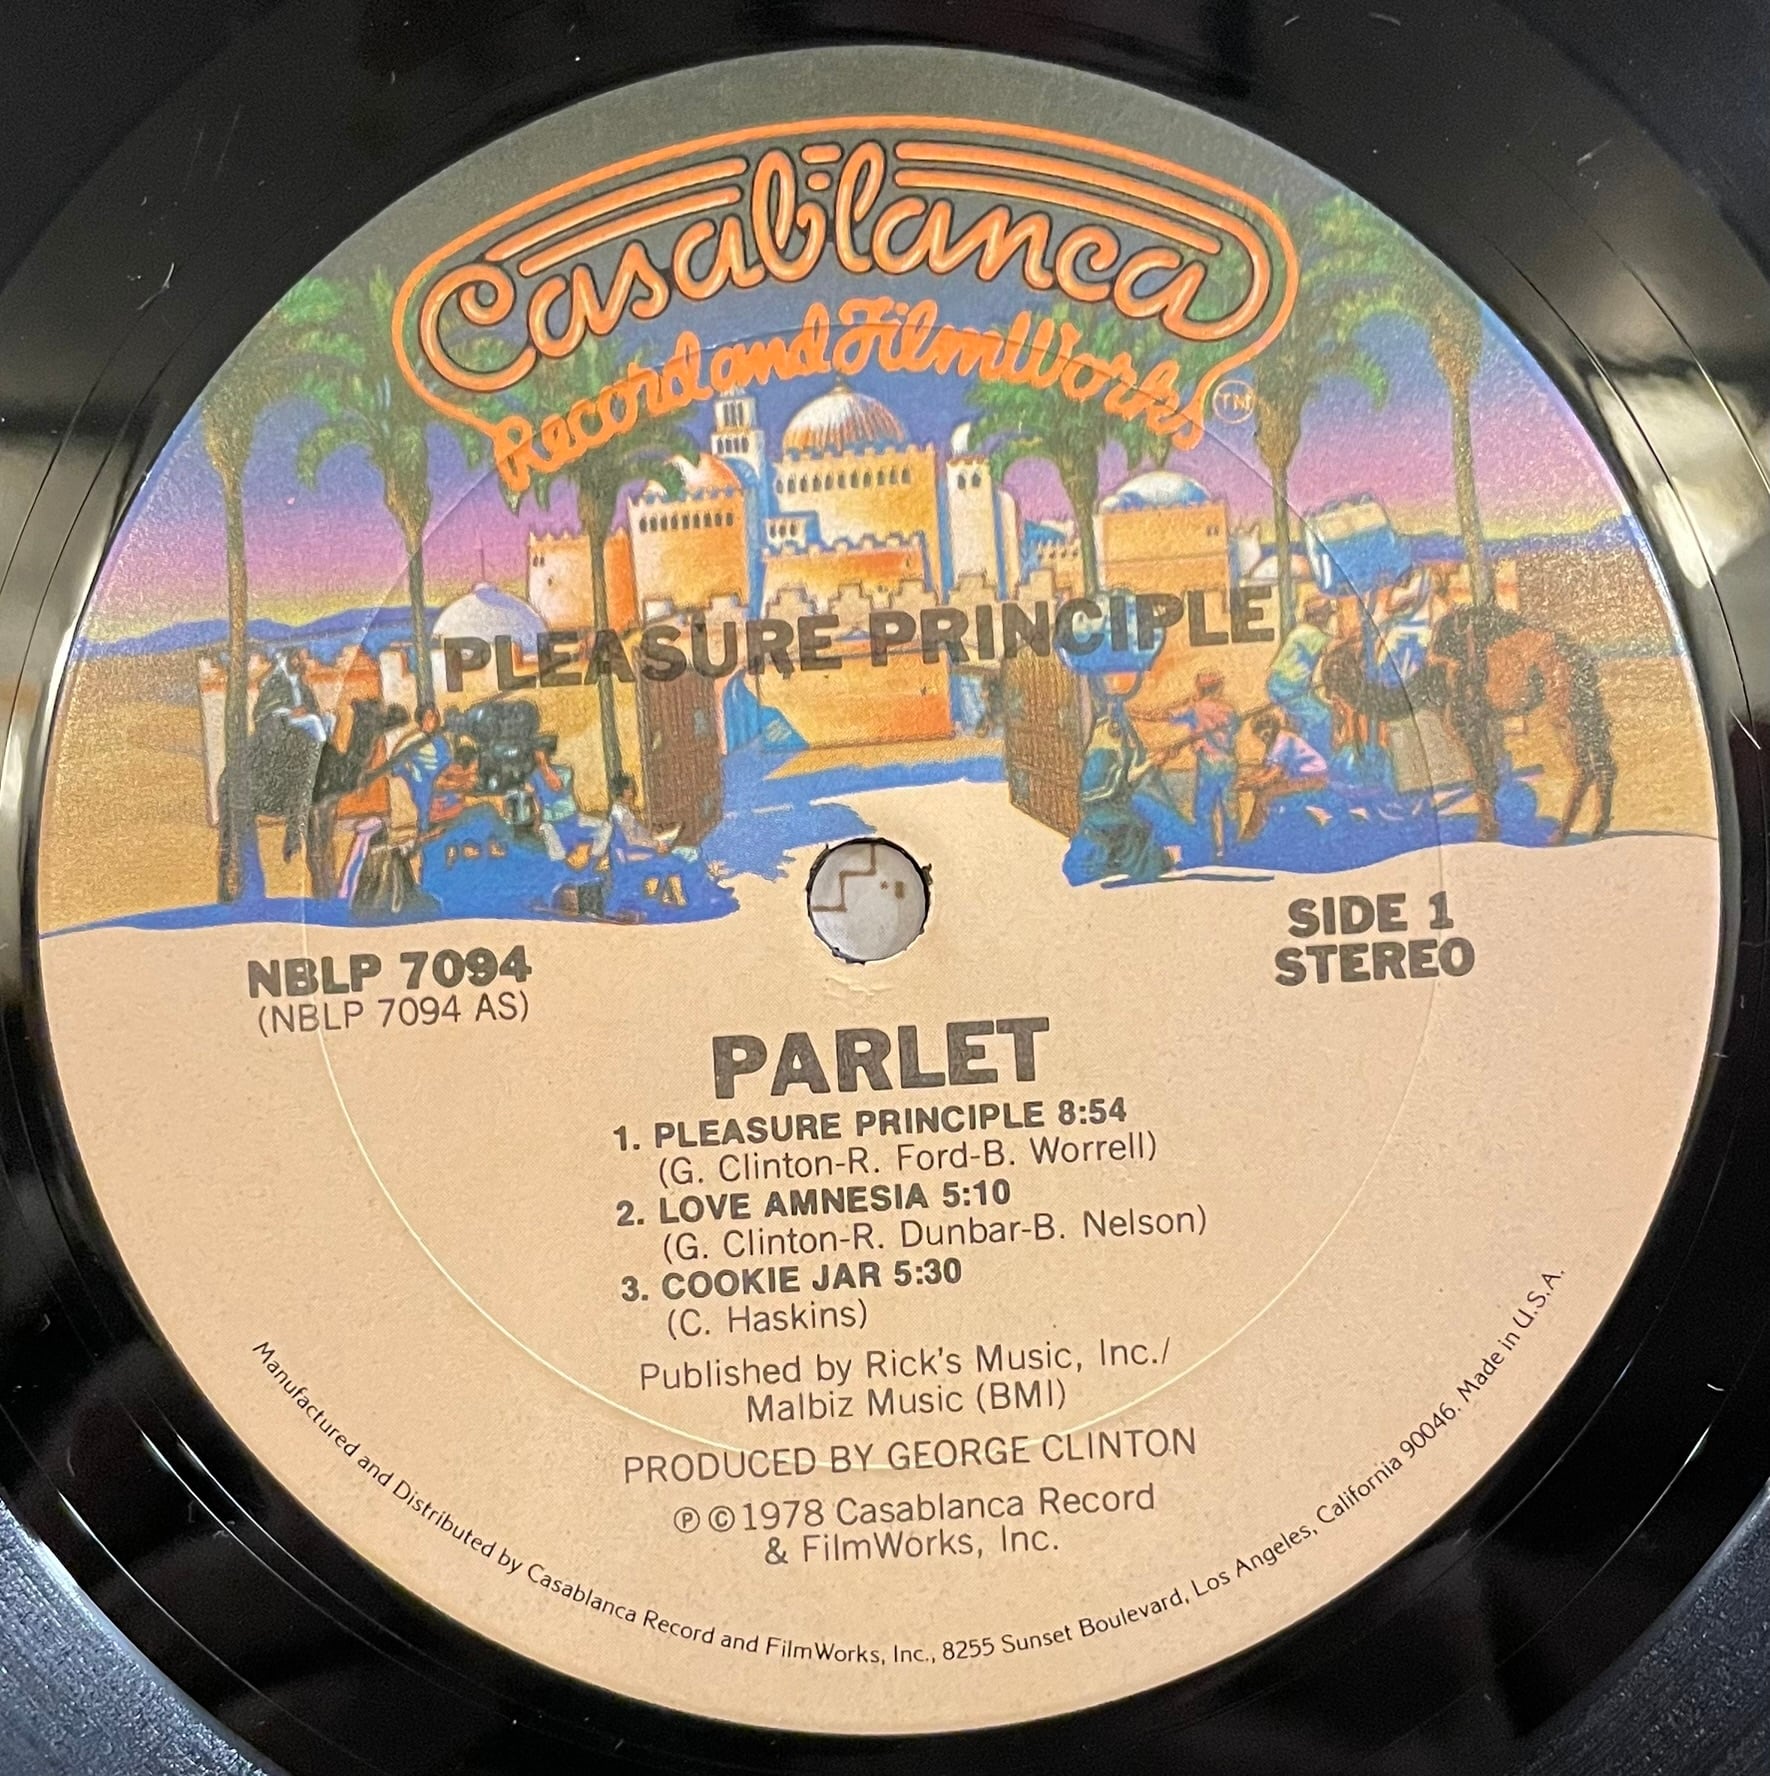 Casablanca
Record and FilmWorks
TM
PLEASURE PRINCIPLE
NBLP 7094
(NBLP 7094 AS)
SIDE 1
STEREO
PARLET
1. PLEASURE PRINCIPLE 8:54
(G. Clinton-R. Ford-B. Worrell)
2. LOVE AMNESIA 5:10
(G. Clinton-R. Dunbar-B. Nelson)
3. COOKIE JAR 5:30
(C. Haskins)
Published by Rick's Music, Inc./
Malbiz Music (BMI)
PRODUCED BY GEORGE CLINTON
℗©1978 Casablanca Record
& FilmWorks, Inc.
Manufactured and Distributed by Casablanca Record and FilmWorks, Inc., 8255 Sunset Boulevard, Los Angeles, California 90046. Made in U.S.A.